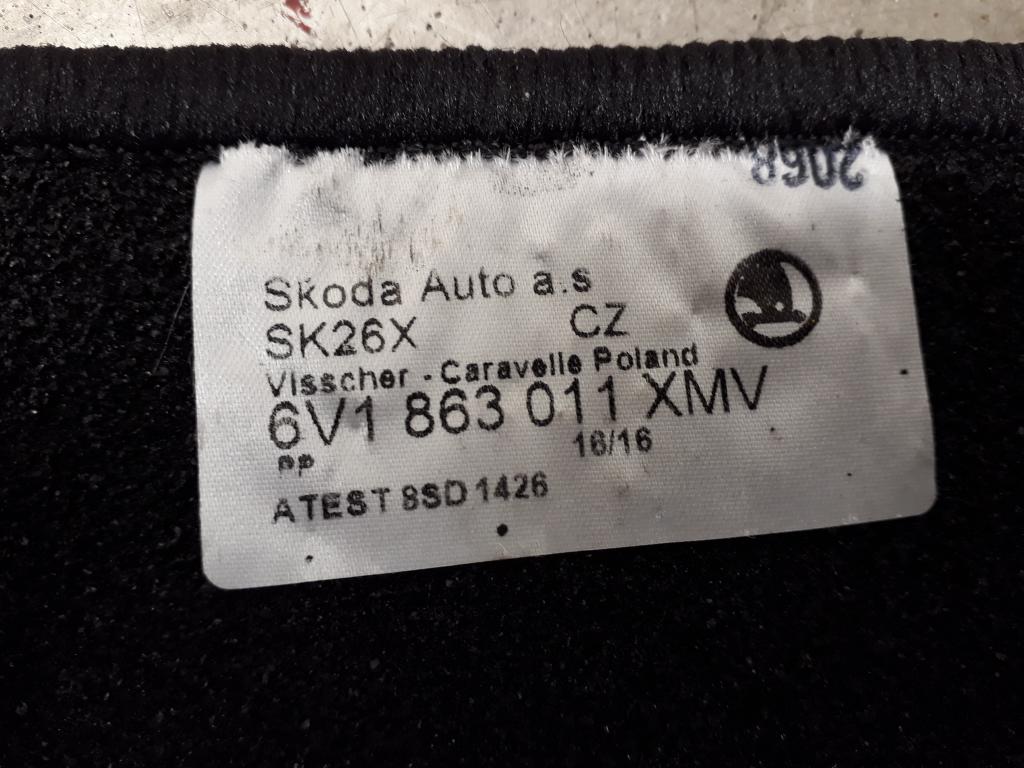 2068
Skoda Auto a.s
SK26X CZ
Visscher - Caravelle Poland
6V1 863 011 XMV
PP 16/16
ATEST 8SD 1426